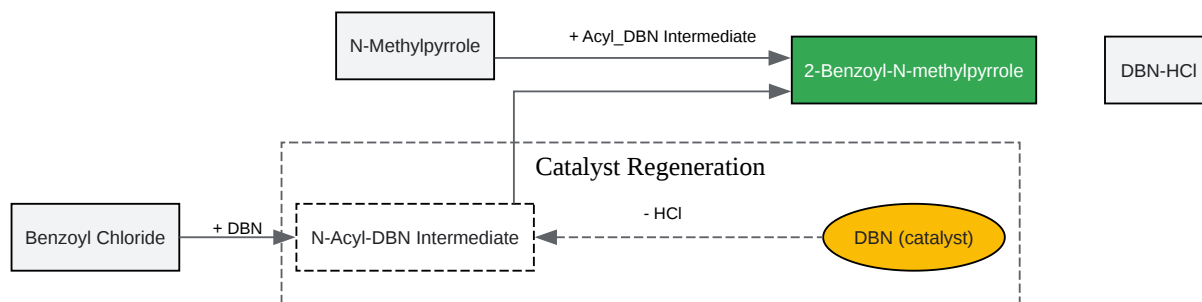 N-Methylpyrrole
+ Acyl_DBN Intermediate
2-Benzoyl-N-methylpyrrole
DBN-HCl
Catalyst Regeneration
Benzoyl Chloride
+ DBN
N-Acyl-DBN Intermediate
- HCl
DBN (catalyst)